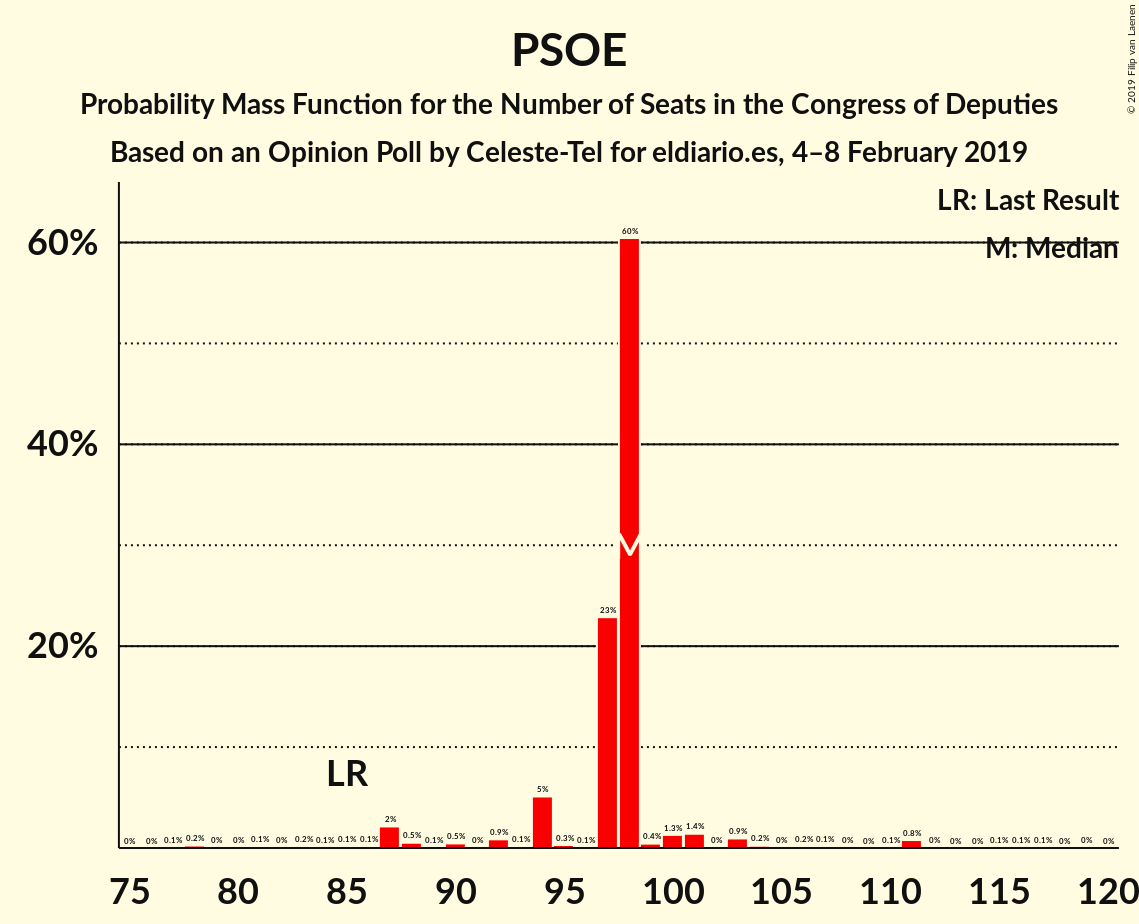 PSOE
Probability Mass Function for the Number of Seats in the Congress of Deputies
Based on an Opinion Poll by Celeste-Tel for eldiario.es, 4–8 February 2019
© 2019 Filip van Laenen
LR: Last Result
M: Median
60%
40%
20%
LR
0% 0% 0.1% 0.2% 0% 0% 0.1% 0% 0.2% 0.1% 0.1% 0.1% 2% 0.5% 0.1% 0.5% 0% 0.9% 0.1% 5% 0.3% 0.1% 23% 60% 0.4% 1.3% 1.4% 0% 0.9% 0.2% 0% 0.2% 0.1% 0% 0% 0.1% 0.8% 0% 0% 0% 0.1% 0.1% 0.1% 0% 0% 0%
75 80 85 90 95 100 105 110 115 120